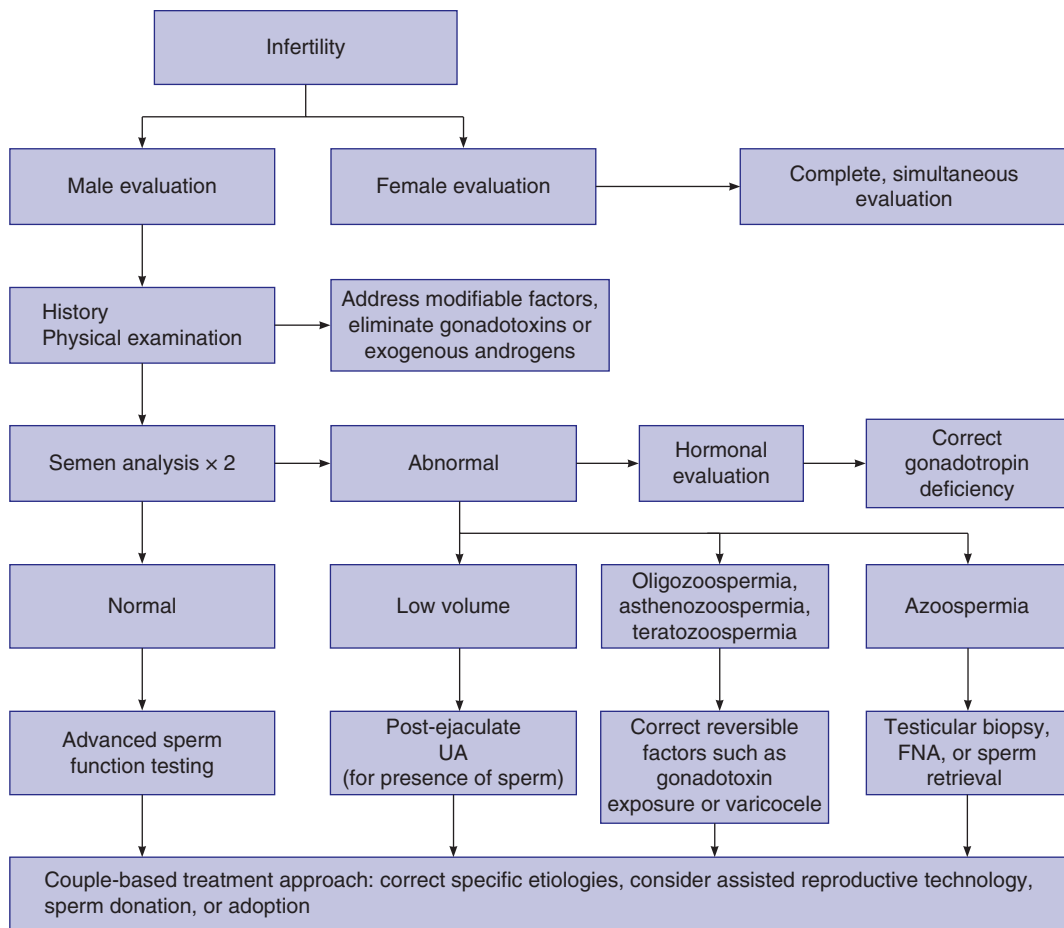 Infertility
Male evaluation
Female evaluation
Complete, simultaneous
evaluation
History
Physical examination
Address modifiable factors,
eliminate gonadotoxins or
exogenous androgens
Semen analysis × 2
Abnormal
Hormonal
evaluation
Correct
gonadotropin
deficiency
Normal
Low volume
Oligozoospermia,
asthenozoospermia,
teratozoospermia
Azoospermia
Advanced sperm
function testing
Post-ejaculate
UA
(for presence of sperm)
Correct reversible
factors such as
gonadotoxin
exposure or varicocele
Testicular biopsy,
FNA, or sperm
retrieval
Couple-based treatment approach: correct specific etiologies, consider assisted reproductive technology,
sperm donation, or adoption